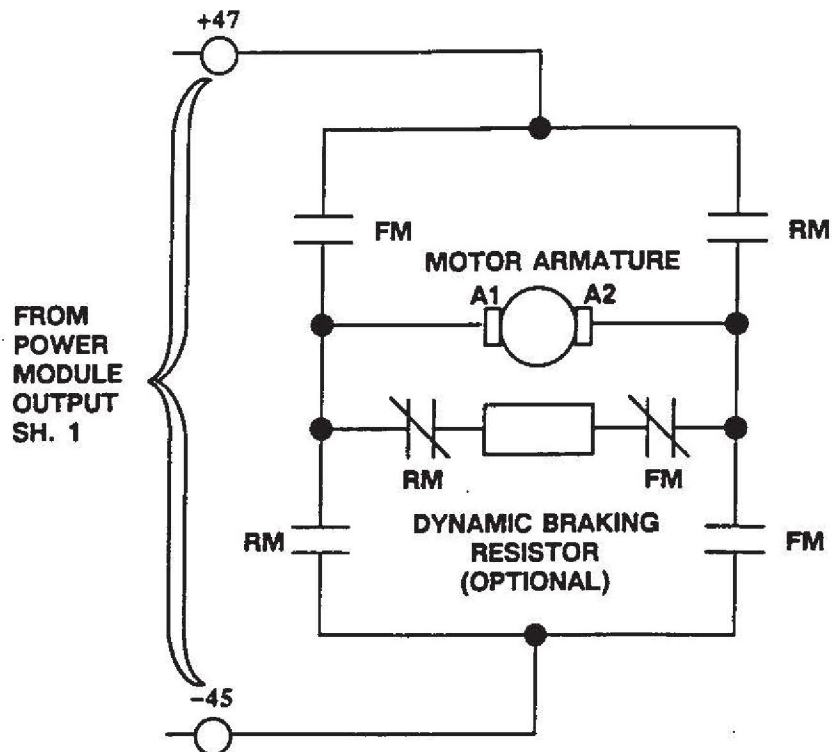 +47
FM
RM
MOTOR ARMATURE
A1
A2
FROM
POWER
MODULE
OUTPUT
SH. 1
RM
FM
RM
DYNAMIC BRAKING
RESISTOR
(OPTIONAL)
FM
-45